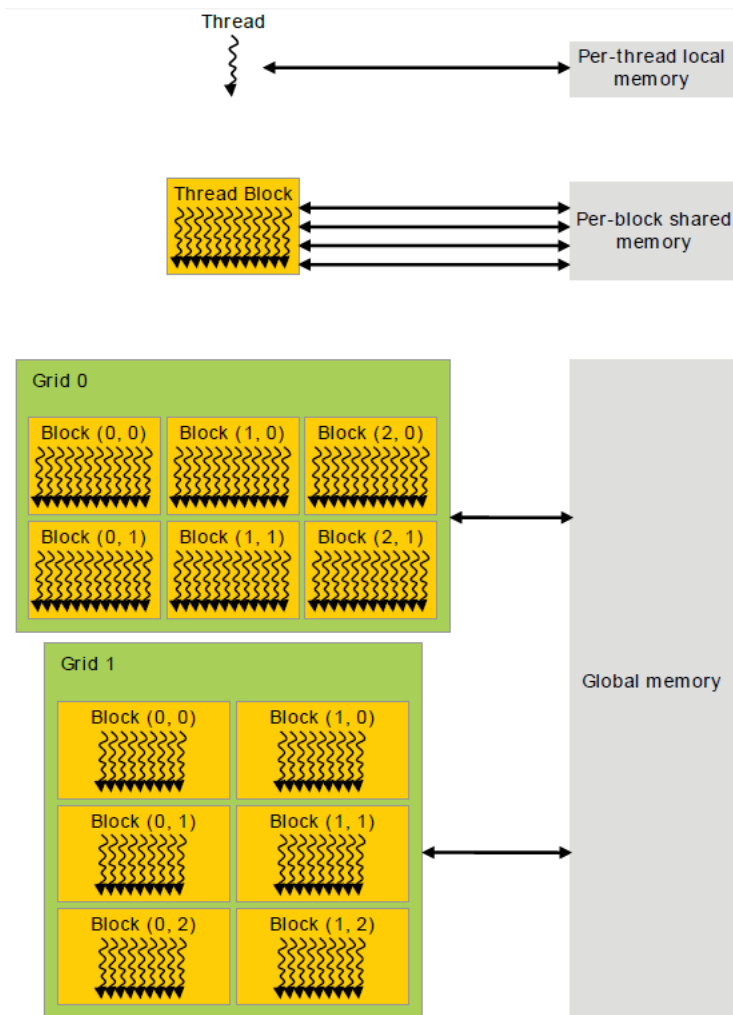 Thread
Per-thread local
memory
Thread Block
Per-block shared
memory
Grid 0
Block (0, 0)
Block (1, 0)
Block (2, 0)
Block (0, 1)
Block (1, 1)
Block (2, 1)
Grid 1
Block (0, 0)
Block (1, 0)
Block (0, 1)
Block (1, 1)
Block (0, 2)
Block (1, 2)
Global memory